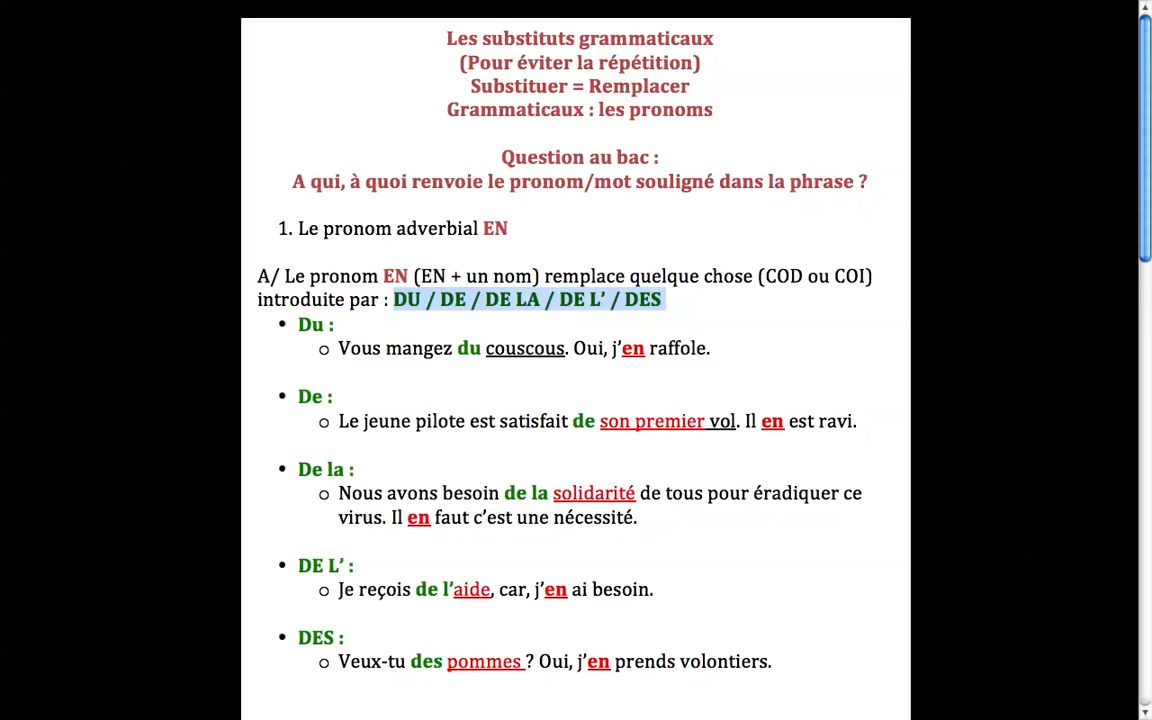 Les substituts grammaticaux
(Pour éviter la répétition)
Substituer = Remplacer
Grammaticaux : les pronoms
Question au bac :
A qui, à quoi renvoie le pronom/mot souligné dans la phrase ?
1. Le pronom adverbial EN
A/ Le pronom EN (EN + un nom) remplace quelque chose (COD ou COI)
introduite par : DU / DE / DE LA / DE L’ / DES
• Du :
o Vous mangez du couscous. Oui, j’en raffole.
• De :
o Le jeune pilote est satisfait de son premier vol. Il en est ravi.
• De la :
o Nous avons besoin de la solidarité de tous pour éradiquer ce
virus. Il en faut c’est une nécessité.
• DE L’ :
o Je reçois de l’aide, car, j’en ai besoin.
• DES :
o Veux-tu des pommes ? Oui, j’en prends volontiers.